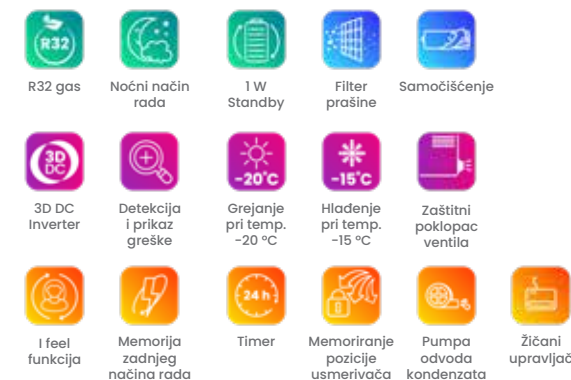 R32
R32 gas
Noćni način
rada
1 W
Standby
Filter
prašine
Samočišćenje
3D
DC
-20°C
-15°C
3D DC
Inverter
Detekcija
i prikaz
greške
Grejanje
pri temp.
-20 °C
Hlađenje
pri temp.
-15 °C
Zaštitni
poklopac
ventila
24 h
I feel
funkcija
Memorija
zadnjeg
načina rada
Timer
Memoriranje
pozicije
usmerivača
Pumpa
odvoda
kondenzata
Žičani
upravljač